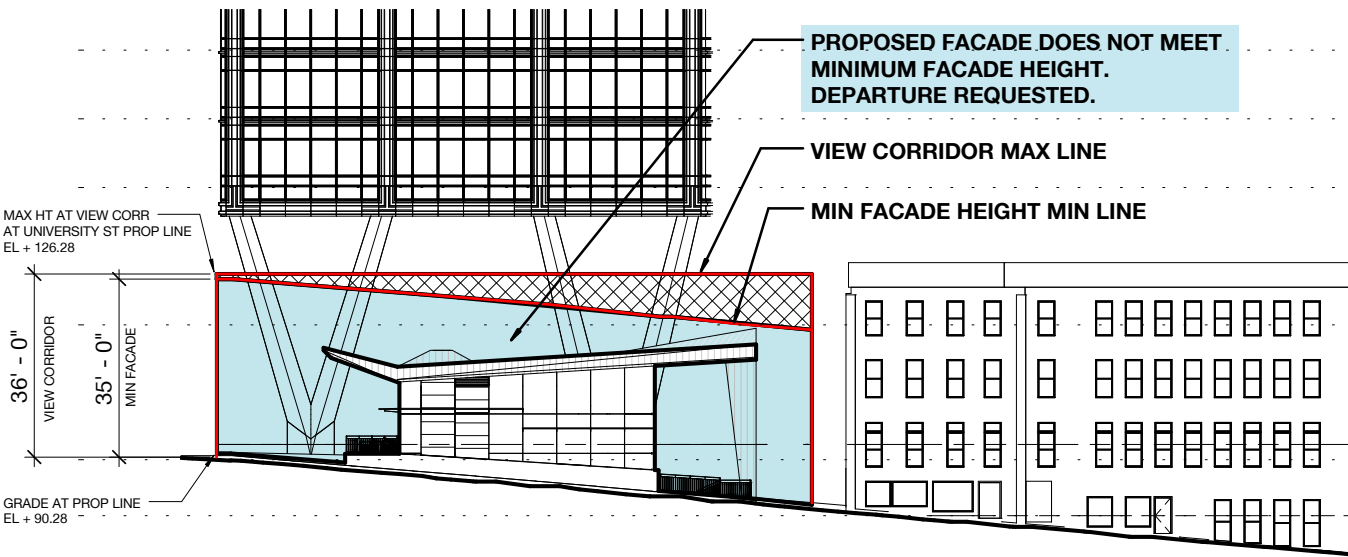 PROPOSED FACADE DOES NOT MEET
MINIMUM FACADE HEIGHT.
DEPARTURE REQUESTED.
VIEW CORRIDOR MAX LINE
MIN FACADE HEIGHT MIN LINE
MAX HT AT VIEW CORR
AT UNIVERSITY ST PROP LINE
EL + 126.28
36' - 0"
VIEW CORRIDOR
35' - 0"
MIN FACADE
GRADE AT PROP LINE
EL + 90.28